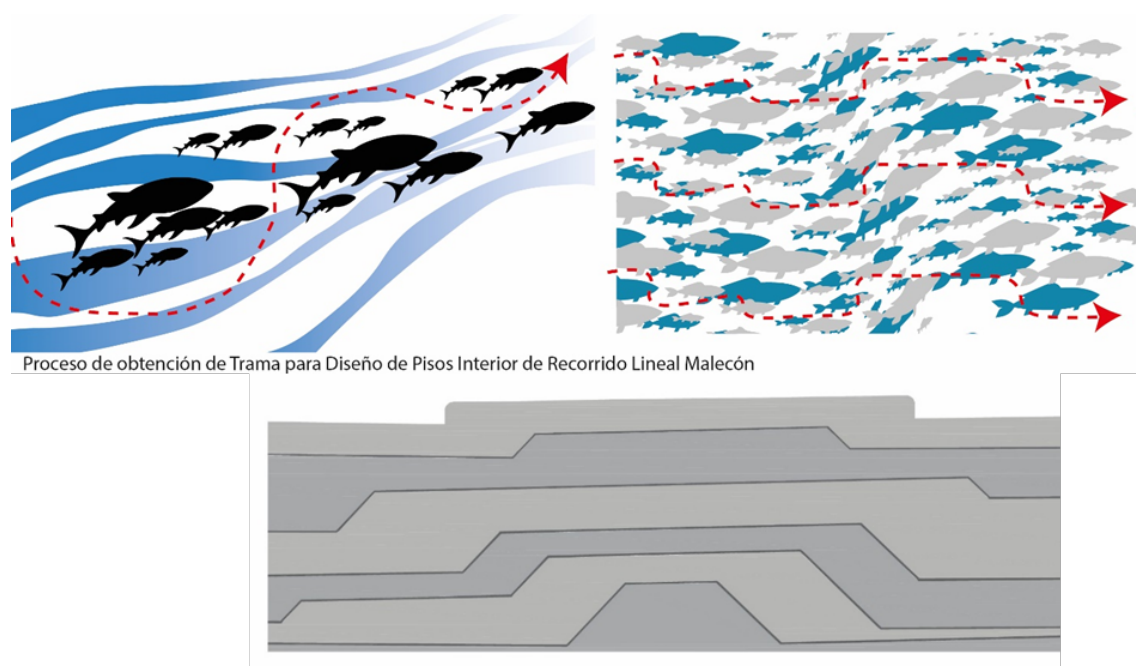 Proceso de obtención de Trama para Diseño de Pisos Interior de Recorrido Lineal Malecón